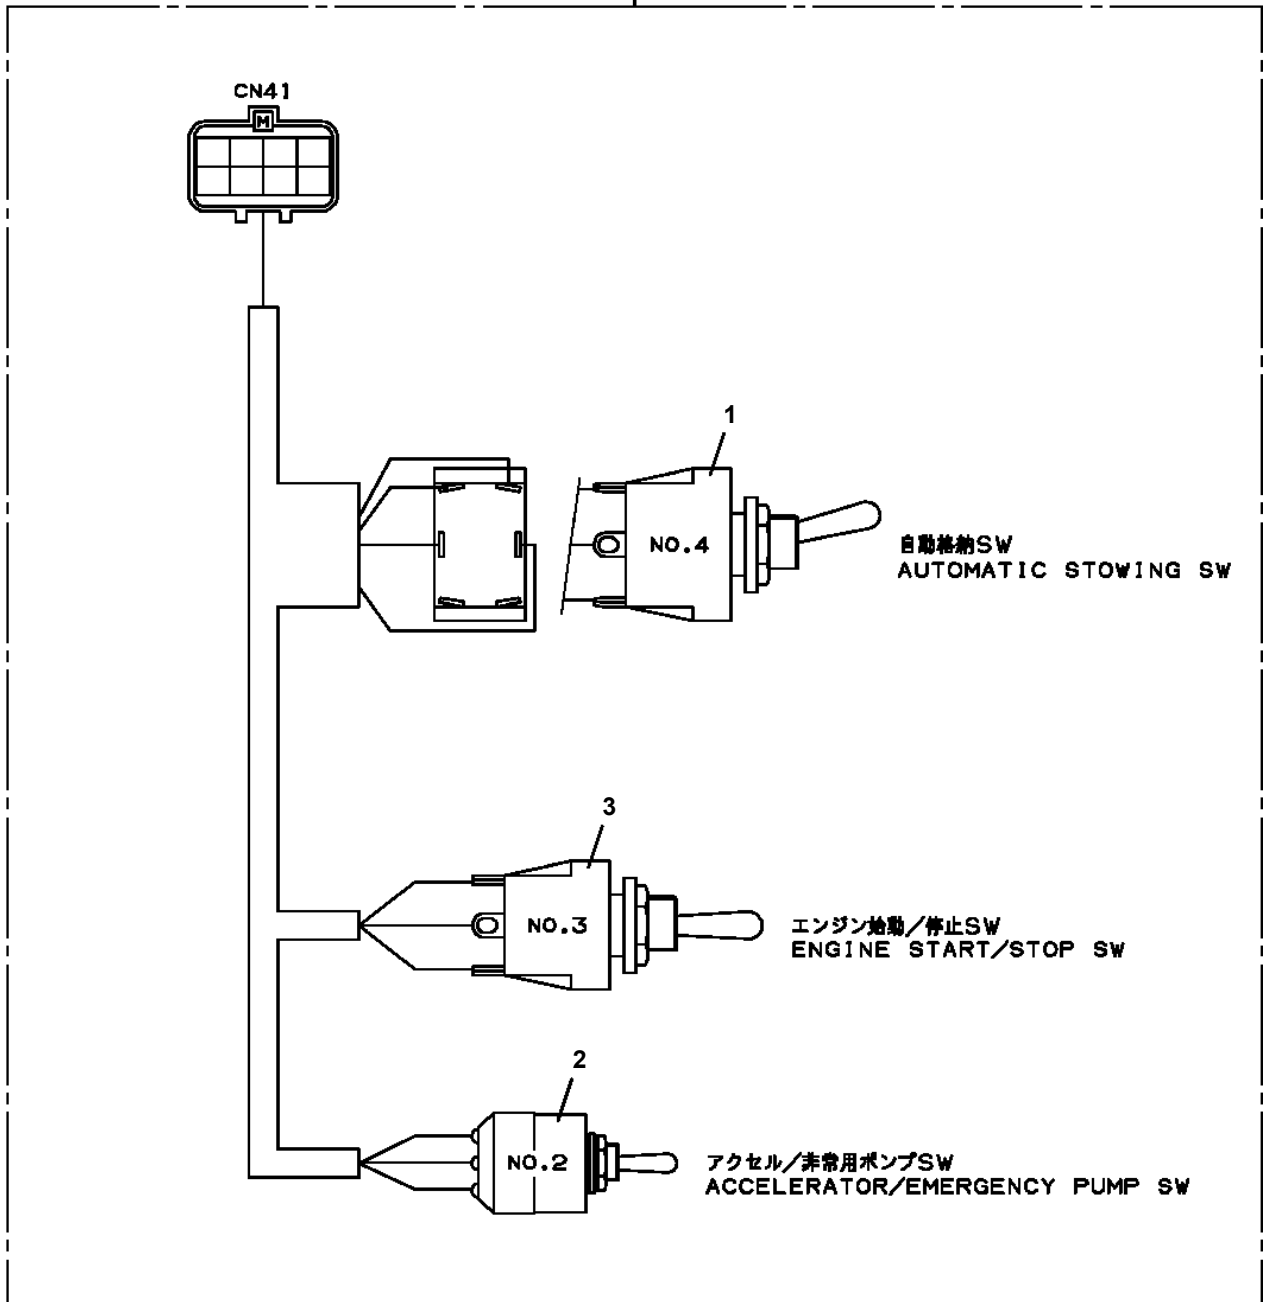 CN41
M
1
NO.4
自動格納SW
AUTOMATIC STOWING SW
3
NO.3
エンジン始動/停止SW
ENGINE START/STOP SW
2
NO.2
アクセル/非常用ポンプSW
ACCELERATOR/EMERGENCY PUMP SW